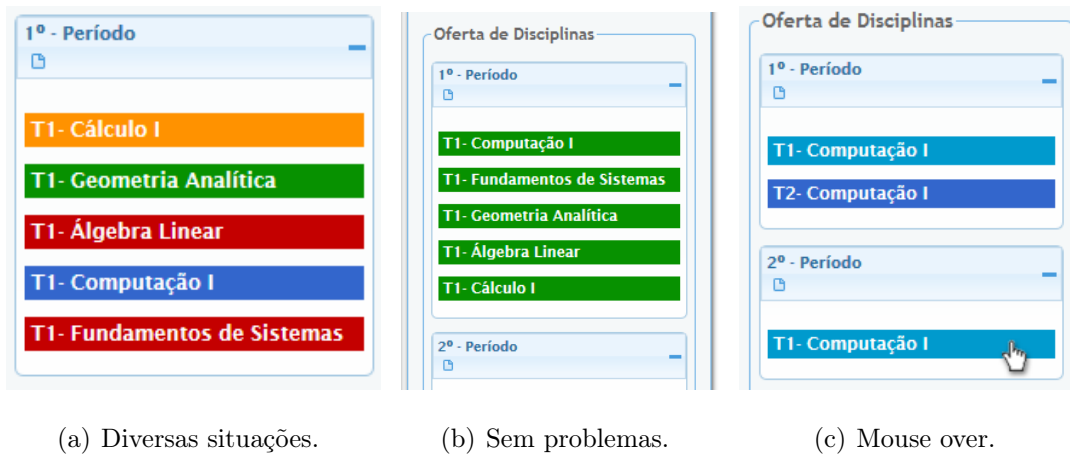 1º - Período
T1- Cálculo I
T1- Geometria Analítica
T1- Álgebra Linear
T1- Computação I
T1- Fundamentos de Sistemas
(a) Diversas situações.
Oferta de Disciplinas
1º - Período
T1- Computação I
T1- Fundamentos de Sistemas
T1- Geometria Analítica
T1- Álgebra Linear
T1- Cálculo I
2º - Período
(b) Sem problemas.
Oferta de Disciplinas
1º - Período
T1- Computação I
T2- Computação I
2º - Período
T1- Computação I
(c) Mouse over.